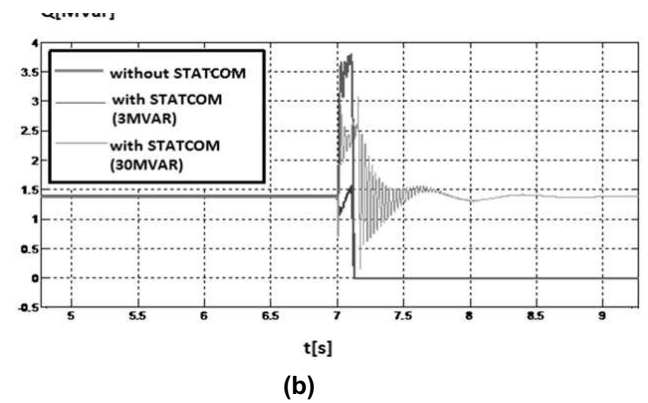 Q[Mvar]
4
3.5
3
2.5
2
1.5
1
0.5
0
-0.5
without STATCOM
with STATCOM
(3MVAR)
with STATCOM
(30MVAR)
5 5.5 6 6.5 7 7.5 8 8.5 9
t[s]
(b)